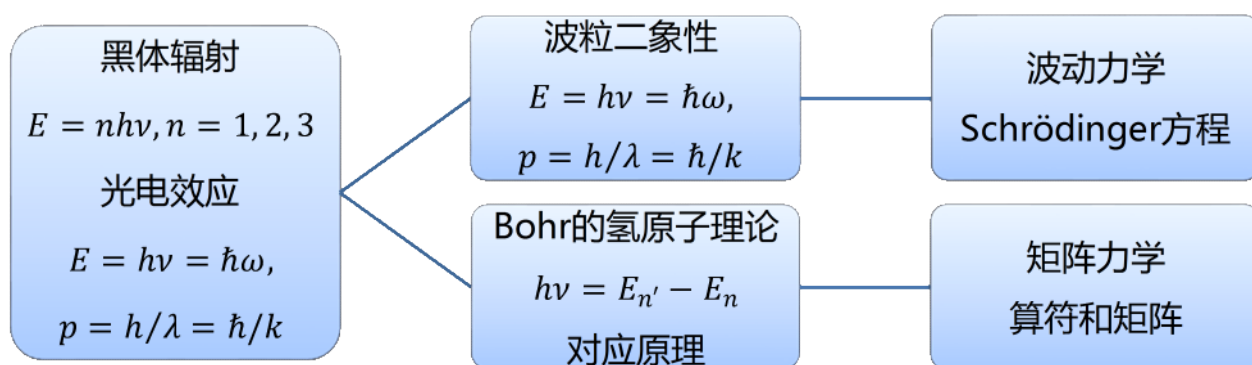 黑体辐射
E = nhν, n = 1, 2, 3
光电效应
E = hν = ℏω,
p = h/λ = ℏ/k
波粒二象性
E = hν = ℏω,
p = h/λ = ℏ/k
Bohr的氢原子理论
hν = Eₙ′ − Eₙ
对应原理
波动力学
Schrödinger方程
矩阵力学
算符和矩阵